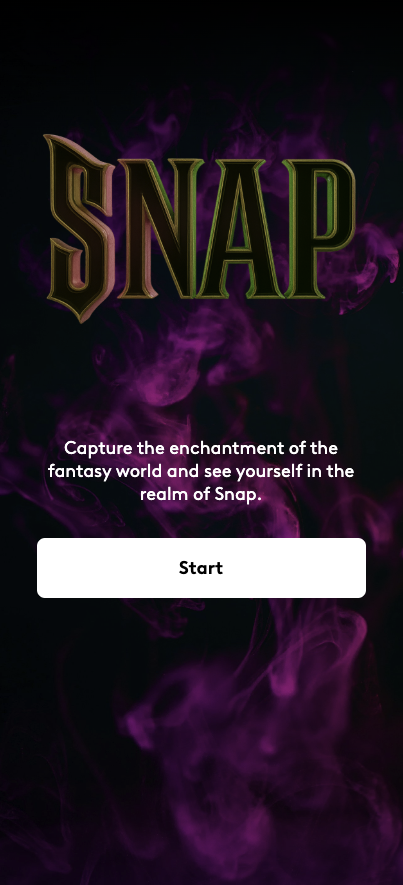 SNAP
Capture the enchantment of the
fantasy world and see yourself in the
realm of Snap.
Start